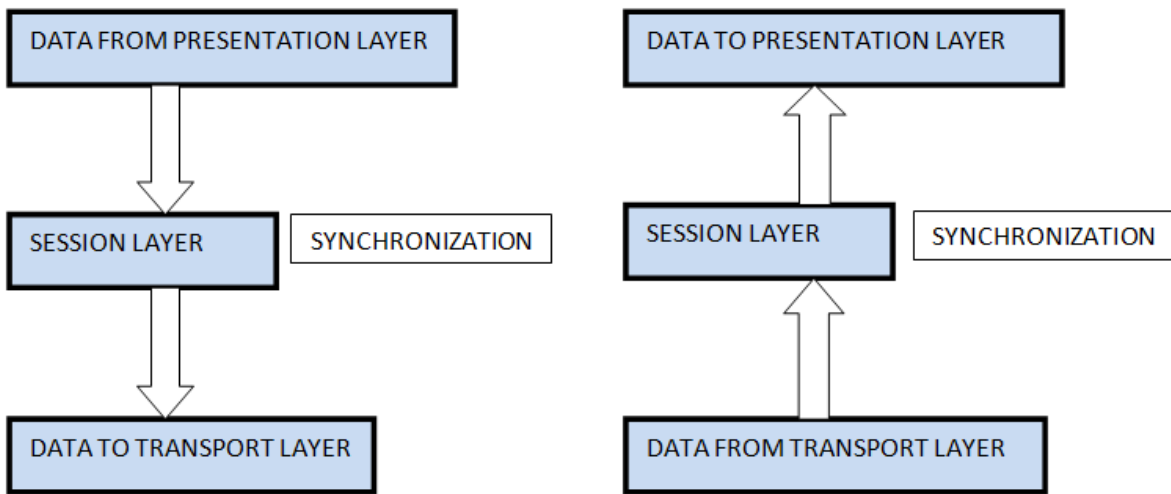 DATA FROM PRESENTATION LAYER
DATA TO PRESENTATION LAYER
SESSION LAYER
SYNCHRONIZATION
SESSION LAYER
SYNCHRONIZATION
DATA TO TRANSPORT LAYER
DATA FROM TRANSPORT LAYER